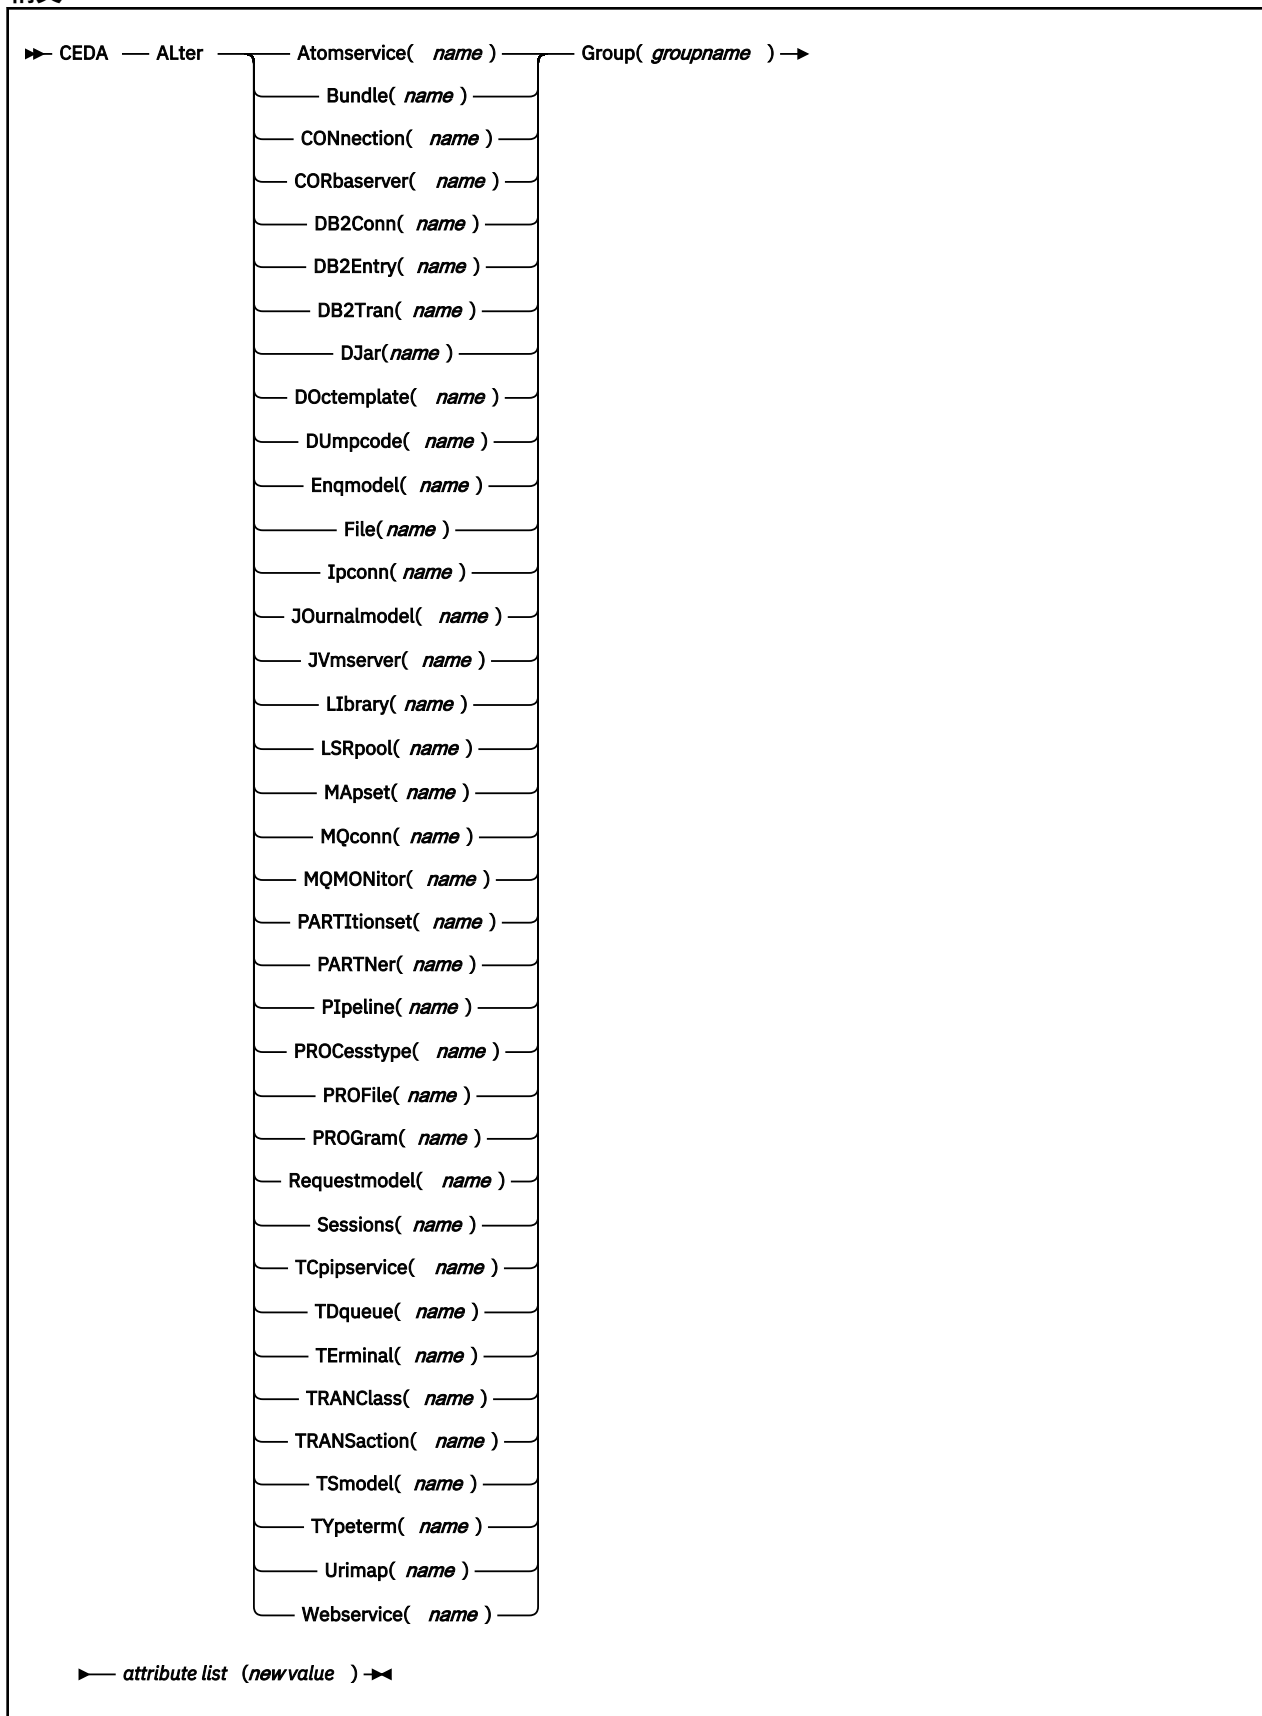 CEDA ALter Atomservice( name ) Group( groupname )
Bundle( name )
CONnection( name )
CORbaserver( name )
DB2Conn( name )
DB2Entry( name )
DB2Tran( name )
DJar(name )
DOctemplate( name )
DUmpcode( name )
Enqmodel( name )
File( name )
Ipconn( name )
JOurnalmodel( name )
JVmserver( name )
LIbrary( name )
LSRpool( name )
MApset( name )
MQconn( name )
MQMONitor( name )
PARTItionset( name )
PARTNer( name )
PIpeline( name )
PROCesstype( name )
PROFile( name )
PROGram( name )
Requestmodel( name )
Sessions( name )
TCpipservice( name )
TDqueue( name )
TErminal( name )
TRANClass( name )
TRANSaction( name )
TSmodel( name )
TYpeterm( name )
Urimap( name )
Webservice( name )
attribute list (newvalue )